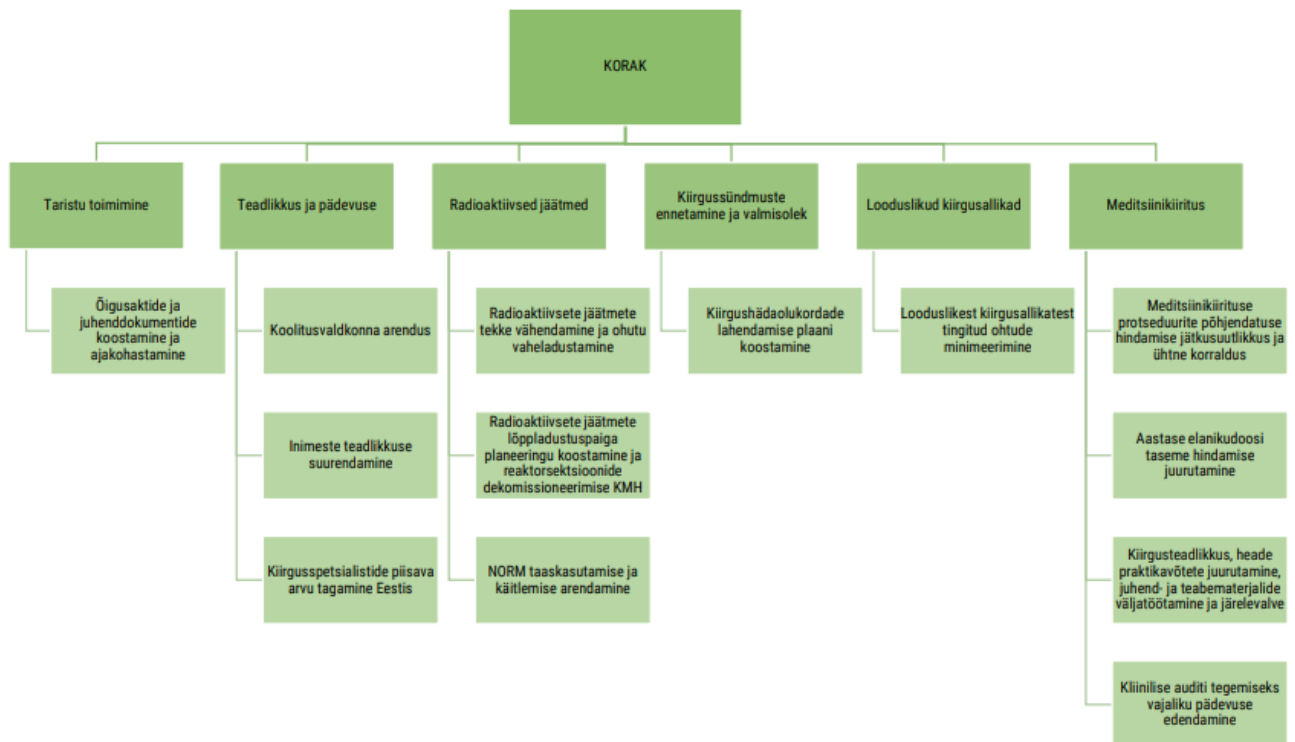 KORAK
Taristu toimimine
Teadlikkus ja pädevuse
Radioaktiivsed jäätmed
Kiirgussündmuste
ennetamine ja valmisolek
Looduslikud kiirgusallikad
Meditsiinikiiritus
Õigusaktide ja
juhenddokumentide
koostamine ja
ajakohastamine
Koolitusvaldkonna arendus
Inimeste teadlikkuse
suurendamine
Kiirgusspetsialistide piisava
arvu tagamine Eestis
Radioaktiivsete jäätmete
tekke vähendamine ja ohutu
vaheladustamine
Radioaktiivsete jäätmete
lõppladustuspaiga
planeeringu koostamine ja
reaktorsektsioonide
dekomissioneerimise KMH
NORM taaskasutamise ja
käitlemise arendamine
Kiirgushädaolukordade
lahendamise plaani
koostamine
Looduslikest kiirgusallikatest
tingitud ohtude
minimeerimine
Meditsiinikiirituse
protseduurite põhjendatuse
hindamise jätkusuutlikkus ja
ühtne korraldus
Aastase elanikudoosi
taseme hindamise
juurutamine
Kiirgusteadlikkus, heade
praktikavõtete juurutamine,
juhend- ja teabematerjalide
väljatöötamine ja järelevalve
Kliinilise auditi tegemiseks
vajaliku pädevuse
edendamine